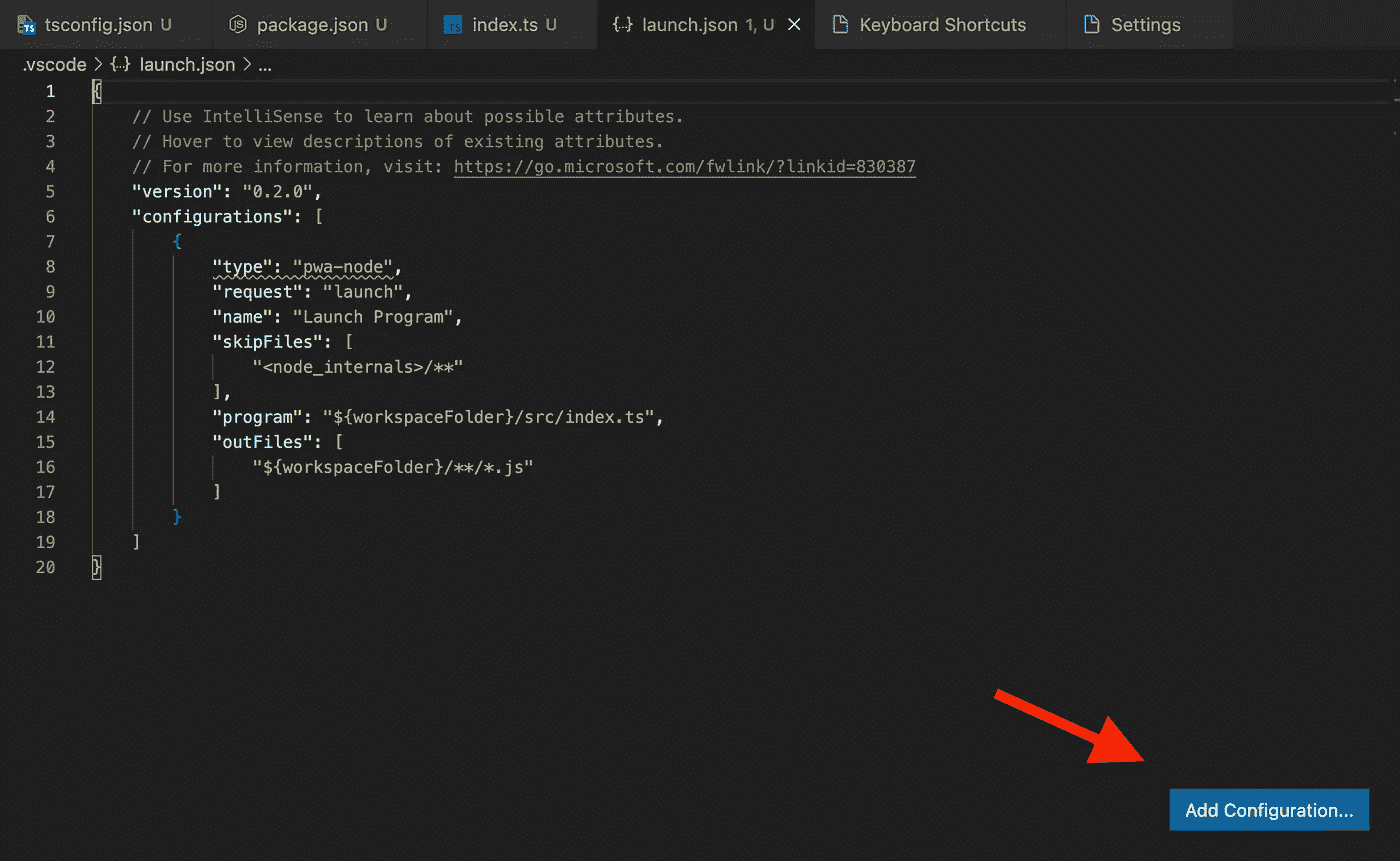 tsconfig.json U package.json U index.ts U {..} launch.json 1, U Keyboard Shortcuts Settings
.vscode > {..} launch.json > ...
1 {
2 // Use IntelliSense to learn about possible attributes.
3 // Hover to view descriptions of existing attributes.
4 // For more information, visit: https://go.microsoft.com/fwlink/?linkid=830387
5 "version": "0.2.0",
6 "configurations": [
7 {
8 "type": "pwa-node",
9 "request": "launch",
10 "name": "Launch Program",
11 "skipFiles": [
12 "<node_internals>/**"
13 ],
14 "program": "${workspaceFolder}/src/index.ts",
15 "outFiles": [
16 "${workspaceFolder}/**/*.js"
17 ]
18 }
19 ]
20 }
Add Configuration...